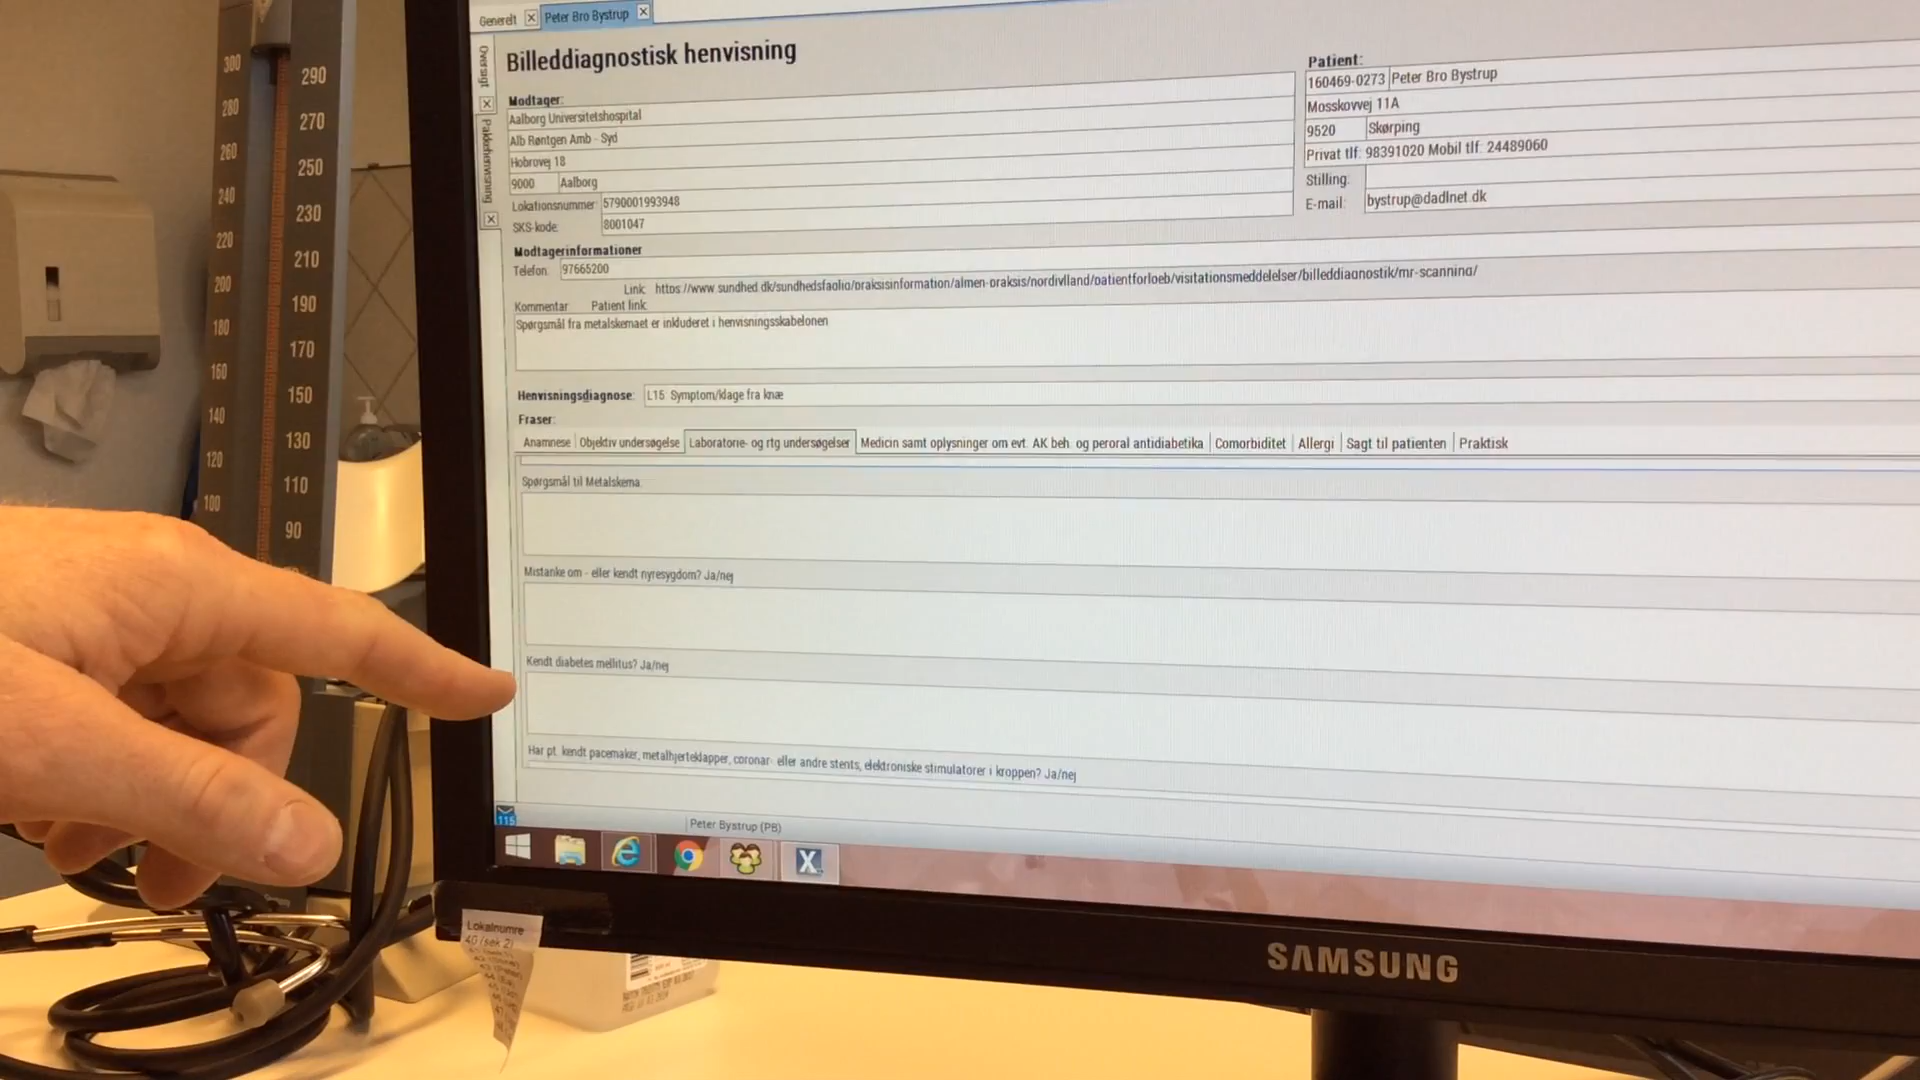 Generelt
Peter Bro Bystrup
Oversigt
Pakkehenvisning
Billeddiagnostisk henvisning
Modtager:
Aalborg Universitetshospital
Alb Røntgen Amb - Syd
Hobrovej 18
9000 Aalborg
Lokationsnummer: 5790001993948
SKS-kode: 8001047
Patient:
160469-0273 Peter Bro Bystrup
Mosskovvej 11A
9520 Skørping
Privat tlf: 98391020 Mobil tlf: 24489060
Stilling:
E-mail: bystrup@dadlnet.dk
Modtagerinformationer
Telefon: 97665200
Link: https://www.sundhed.dk/sundhedsfaglig/praksisinformation/almen-praksis/nordjylland/patientforloeb/visitationsmeddelelser/billeddiagnostik/mr-scanning/
Kommentar Patient link:
Spørgsmål fra metalskemaet er inkluderet i henvisningsskabelonen
Henvisningsdiagnose: L15 Symptom/klage fra knæ
Fraser:
Anamnese Objektiv undersøgelse Laboratorie- og rtg undersøgelser Medicin samt oplysninger om evt. AK beh. og peroral antidiabetika Comorbiditet Allergi Sagt til patienten Praktisk
Spørgsmål til Metalskema
Mistanke om - eller kendt nyresygdom? Ja/nej
Kendt diabetes mellitus? Ja/nej
Har pt. kendt pacemaker, metalhjerteklapper, coronar- eller andre stents, elektroniske stimulatorer i kroppen? Ja/nej
115
Peter Bystrup (PB)
SAMSUNG
Lokalnumre
40 (sek 2)
300
280
260
240
220
200
180
160
140
120
100
290
270
250
230
210
190
170
150
130
110
90